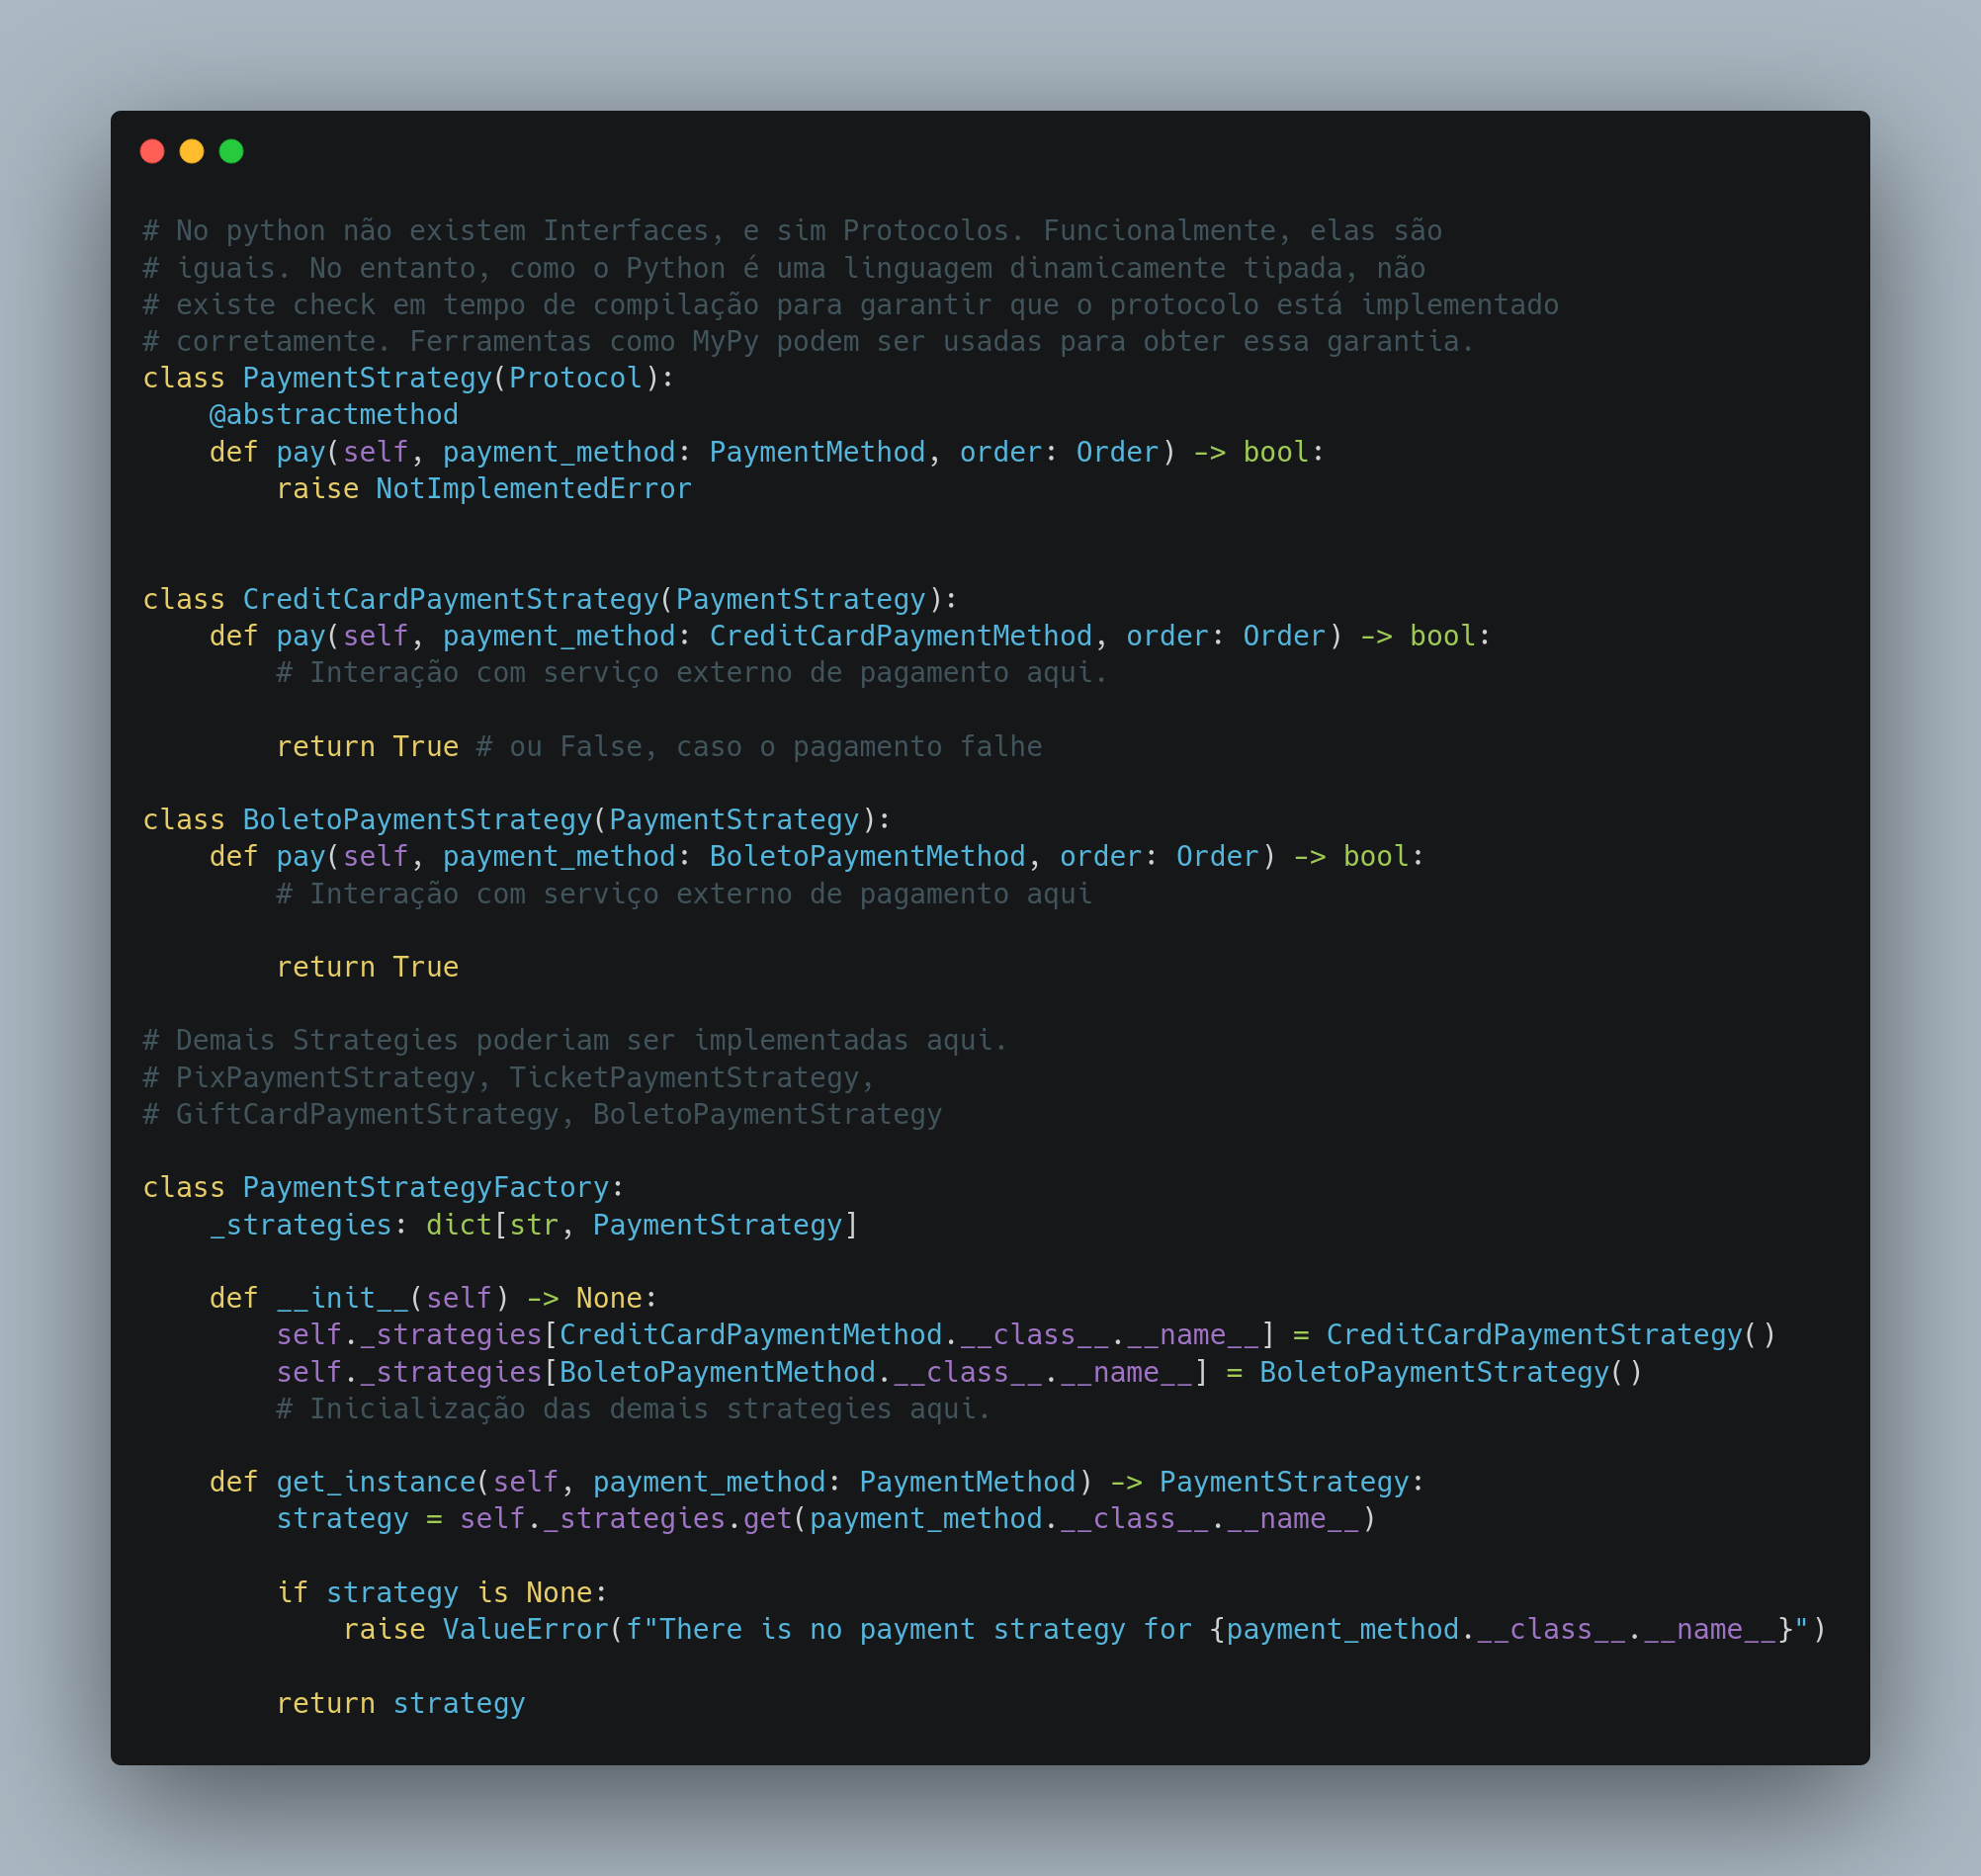 # No python não existem Interfaces, e sim Protocolos. Funcionalmente, elas são
# iguais. No entanto, como o Python é uma linguagem dinamicamente tipada, não
# existe check em tempo de compilação para garantir que o protocolo está implementado
# corretamente. Ferramentas como MyPy podem ser usadas para obter essa garantia.
class PaymentStrategy(Protocol):
    @abstractmethod
    def pay(self, payment_method: PaymentMethod, order: Order) -> bool:
        raise NotImplementedError
class CreditCardPaymentStrategy(PaymentStrategy):
    def pay(self, payment_method: CreditCardPaymentMethod, order: Order) -> bool:
        # Interação com serviço externo de pagamento aqui.
        return True # ou False, caso o pagamento falhe
class BoletoPaymentStrategy(PaymentStrategy):
    def pay(self, payment_method: BoletoPaymentMethod, order: Order) -> bool:
        # Interação com serviço externo de pagamento aqui
        return True
# Demais Strategies poderiam ser implementadas aqui.
# PixPaymentStrategy, TicketPaymentStrategy,
# GiftCardPaymentStrategy, BoletoPaymentStrategy
class PaymentStrategyFactory:
    _strategies: dict[str, PaymentStrategy]
    def __init__(self) -> None:
        self._strategies[CreditCardPaymentMethod.__class__.__name__] = CreditCardPaymentStrategy()
        self._strategies[BoletoPaymentMethod.__class__.__name__] = BoletoPaymentStrategy()
        # Inicialização das demais strategies aqui.
    def get_instance(self, payment_method: PaymentMethod) -> PaymentStrategy:
        strategy = self._strategies.get(payment_method.__class__.__name__)
        if strategy is None:
            raise ValueError(f"There is no payment strategy for {payment_method.__class__.__name__}")
        return strategy